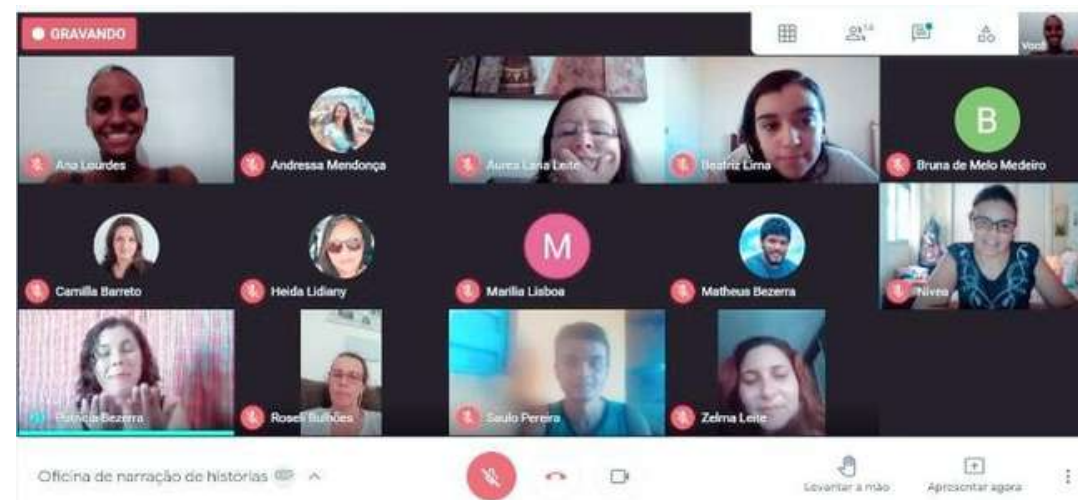 GRAVANDO
14
Você
Ana Lourdes
Andressa Mendonça
Aurea Lana Leite
Beatriz Lima
B
Bruna de Melo Medeiro
Camilla Barreto
Heida Lidiany
M
Marilia Lisboa
Matheus Bezerra
Nivea
Patricia Bezerra
Roseli Bulhões
Saulo Pereira
Zelma Leite
Oficina de narração de histórias
Levantar a mão
Apresentar agora